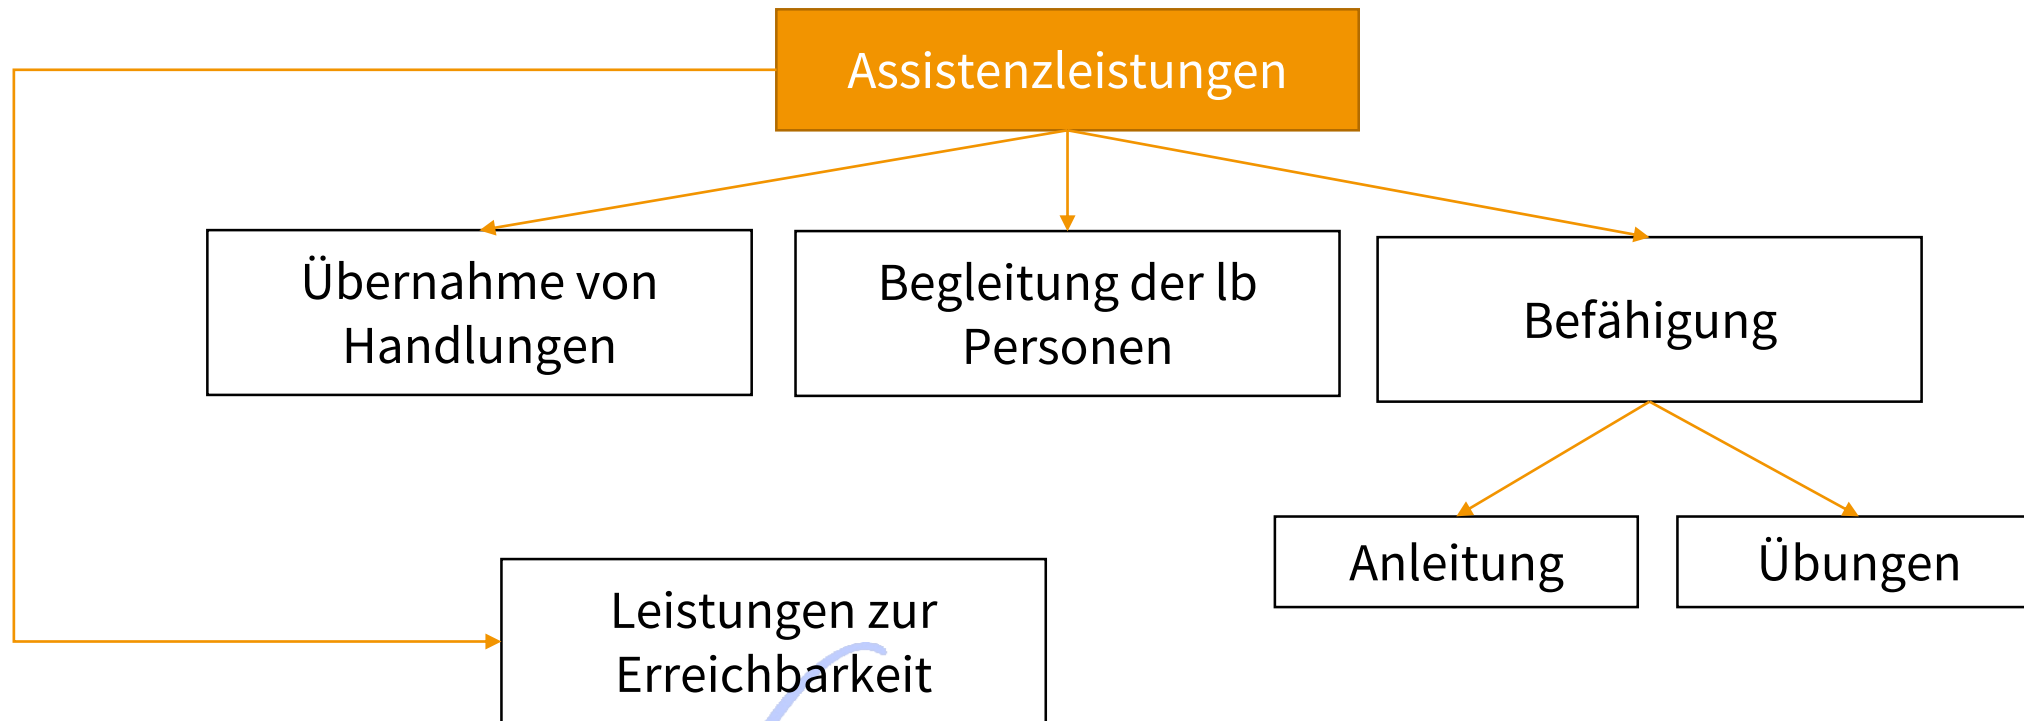 Assistenzleistungen
Übernahme von
Handlungen
Begleitung der lb
Personen
Befähigung
Anleitung
Übungen
Leistungen zur
Erreichbarkeit